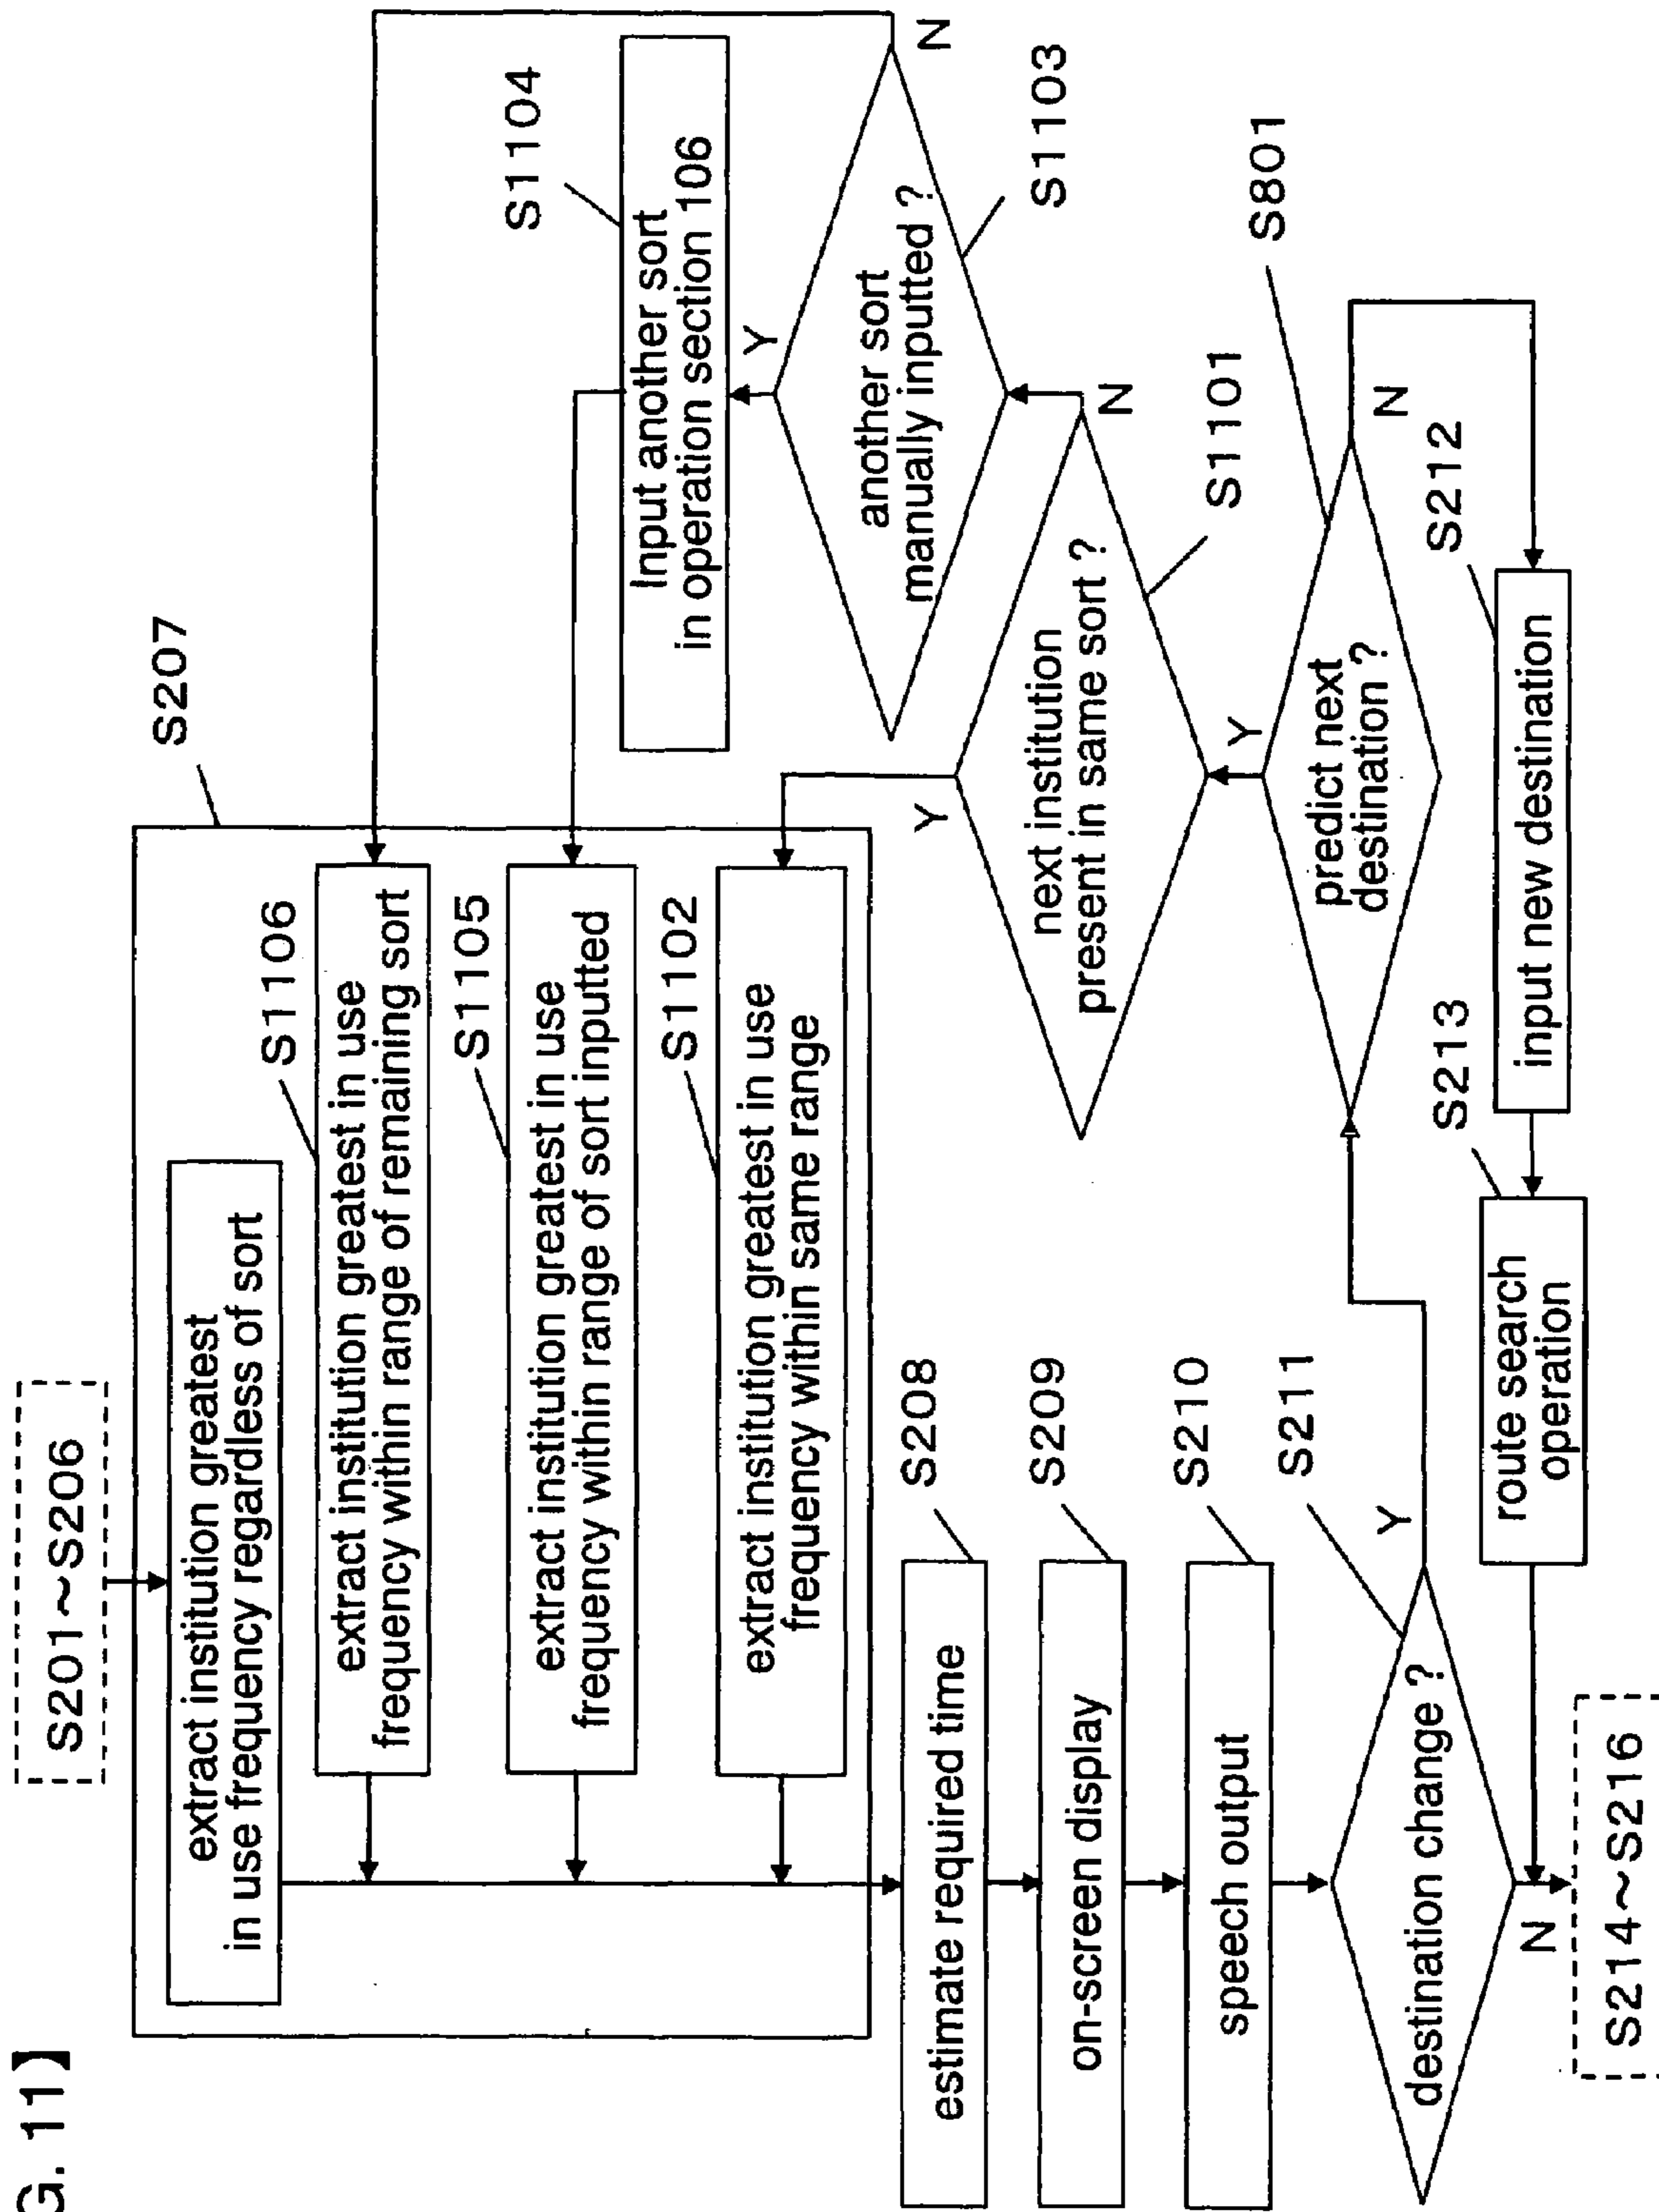 G. 11】
S201~S206
S207
extract institution greatest
in use frequency regardless of sort
S1106
extract institution greatest in use
frequency within range of remaining sort
S1105
extract institution greatest in use
frequency within range of sort inputted
S1102
extract institution greatest in use
frequency within same range
S1104
Input another sort
in operation section 106
Y
N
another sort
manually inputted ?
S1103
Y
N
next institution
present in same sort ?
S1101
Y
predict next
destination ?
S801
N
S212
input new destination
S213
route search
operation
estimate required time
S208
on-screen display
S209
speech output
S210
destination change ?
S211
Y
N
S214~S216